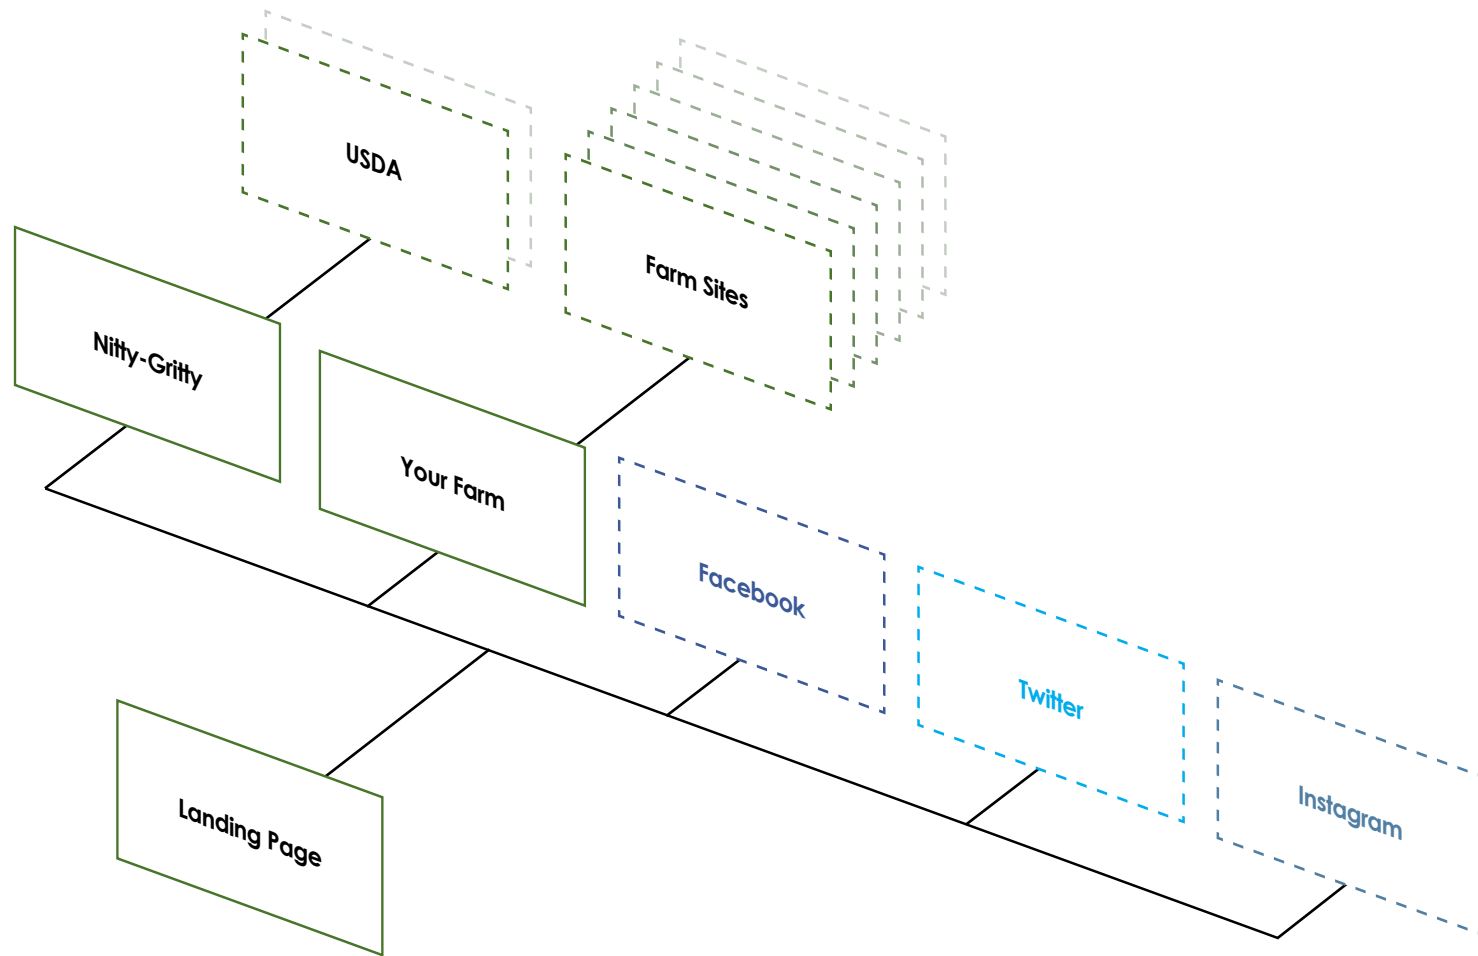 USDA
Farm Sites
Nitty-Gritty
Your Farm
Facebook
Twitter
Instagram
Landing Page